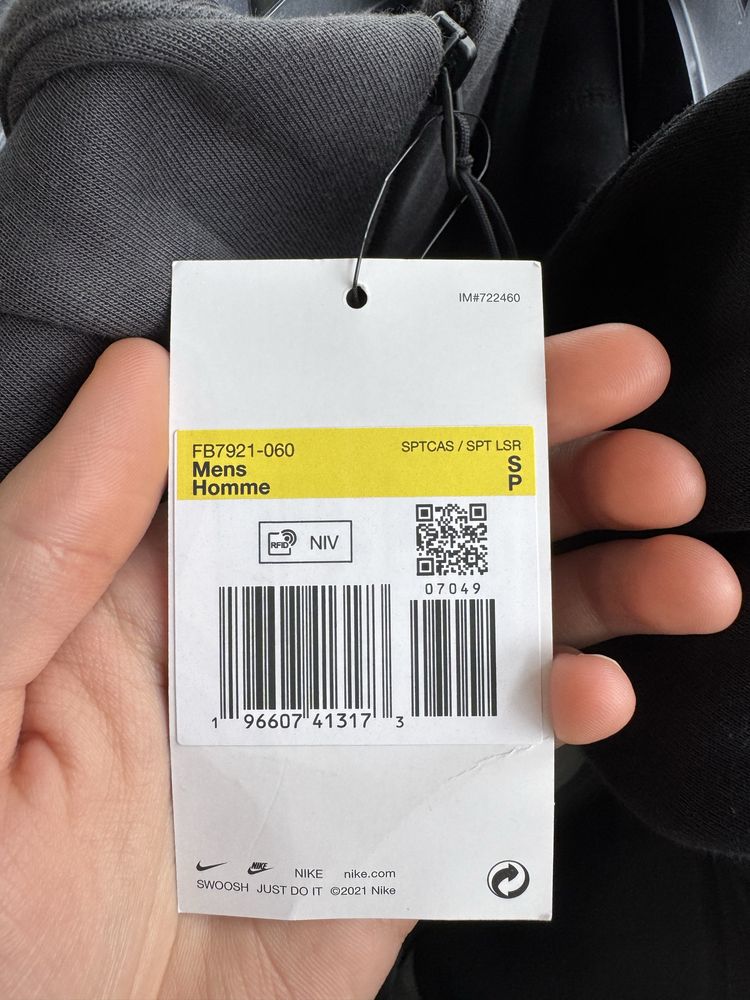 IM#722460
FB7921-060
SPTCAS / SPT LSR
Mens
S
Homme
P
RFID
NIV
07049
1 96607 41317 3
NIKE
NIKE nike.com
SWOOSH JUST DO IT ©2021 Nike